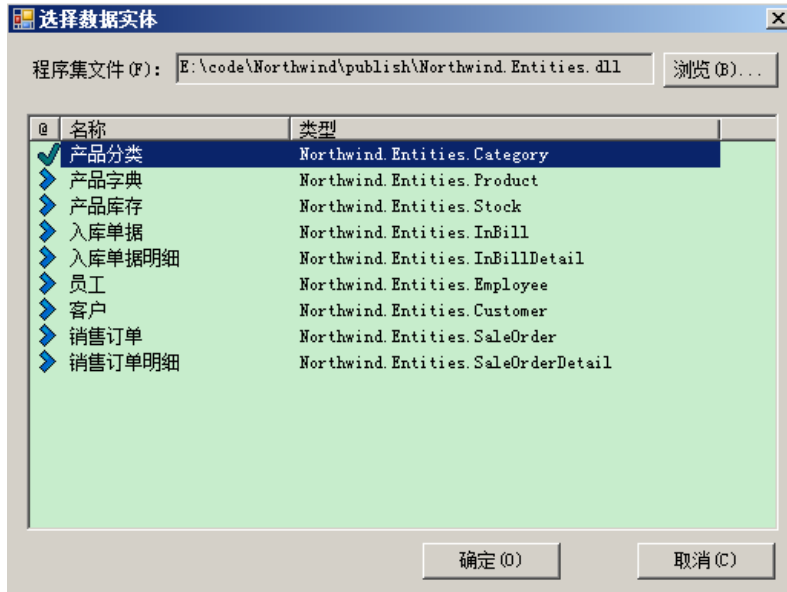 选择数据实体
程序集文件(F): E:\code\Northwind\publish\Northwind.Entities.dll 浏览(B)...
@ 名称 类型
产品分类 Northwind.Entities.Category
产品字典 Northwind.Entities.Product
产品库存 Northwind.Entities.Stock
入库单据 Northwind.Entities.InBill
入库单据明细 Northwind.Entities.InBillDetail
员工 Northwind.Entities.Employee
客户 Northwind.Entities.Customer
销售订单 Northwind.Entities.SaleOrder
销售订单明细 Northwind.Entities.SaleOrderDetail
确定(O) 取消(C)